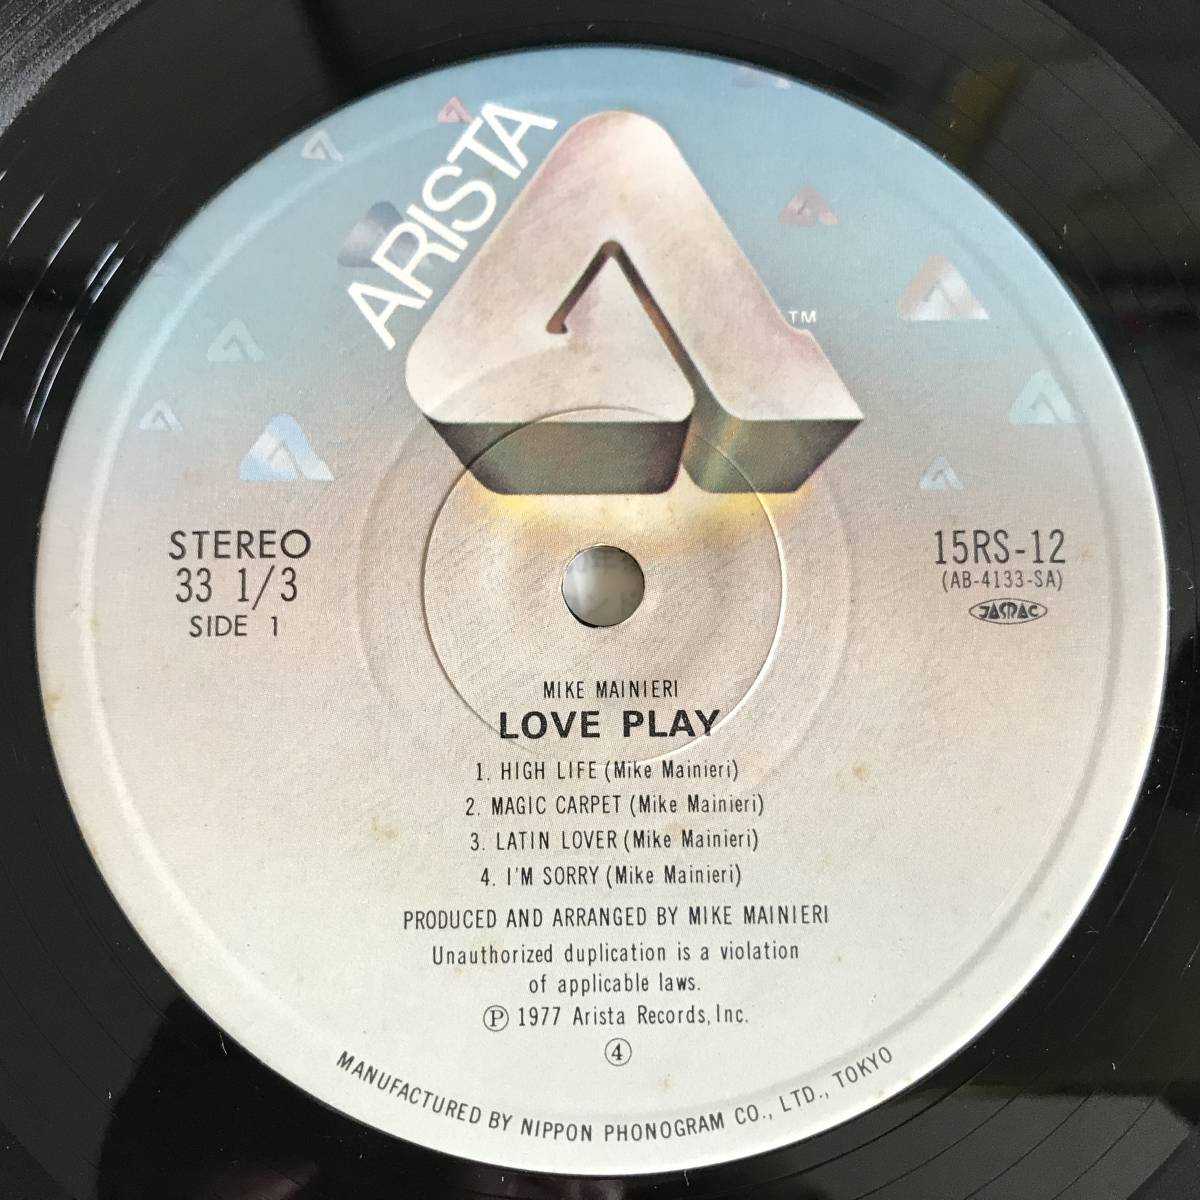 ARISTA
TM
STEREO
33 1/3
SIDE 1
15RS-12
(AB-4133-SA)
JASRAC
MIKE MAINIERI
LOVE PLAY
1. HIGH LIFE (Mike Mainieri)
2. MAGIC CARPET (Mike Mainieri)
3. LATIN LOVER (Mike Mainieri)
4. I'M SORRY (Mike Mainieri)
PRODUCED AND ARRANGED BY MIKE MAINIERI
Unauthorized duplication is a violation
of applicable laws.
Ⓟ 1977 Arista Records, Inc.
④
MANUFACTURED BY NIPPON PHONOGRAM CO., LTD., TOKYO